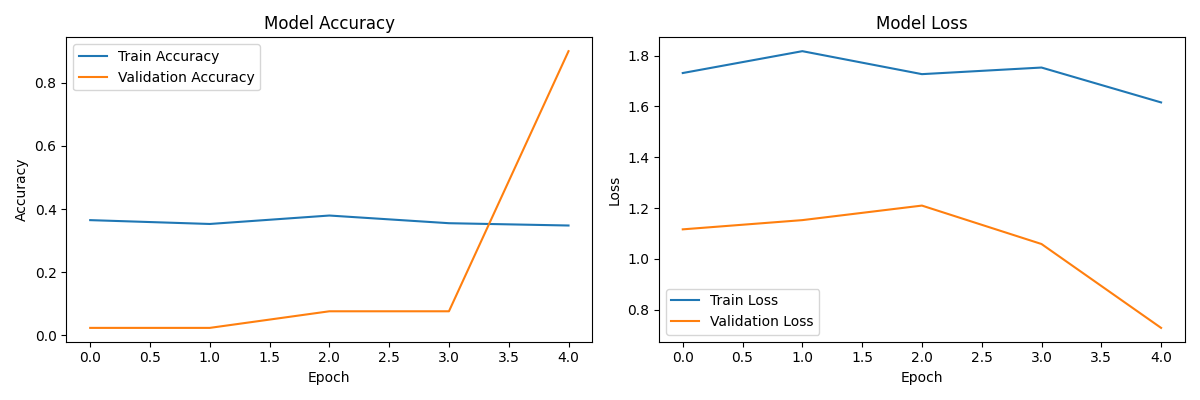 Model Accuracy
Train Accuracy
Validation Accuracy
Accuracy
0.8
0.6
0.4
0.2
0.0
0.0 0.5 1.0 1.5 2.0 2.5 3.0 3.5 4.0
Epoch
Model Loss
Loss
1.8
1.6
1.4
1.2
1.0
0.8
Train Loss
Validation Loss
0.0 0.5 1.0 1.5 2.0 2.5 3.0 3.5 4.0
Epoch